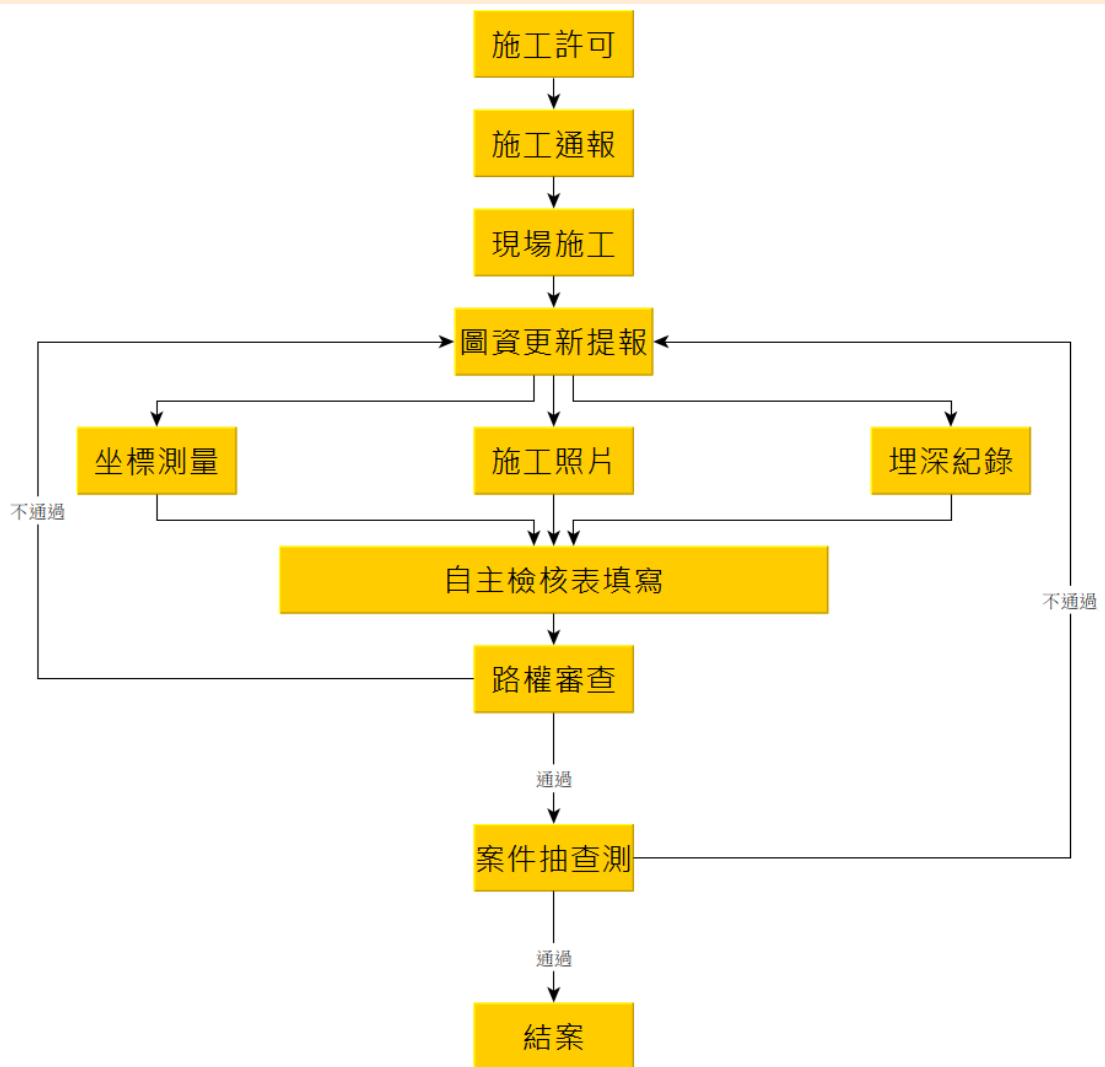 施工許可
施工通報
現場施工
圖資更新提報
坐標測量
施工照片
埋深紀錄
不通過
自主檢核表填寫
不通過
路權審查
通過
案件抽查測
通過
結案